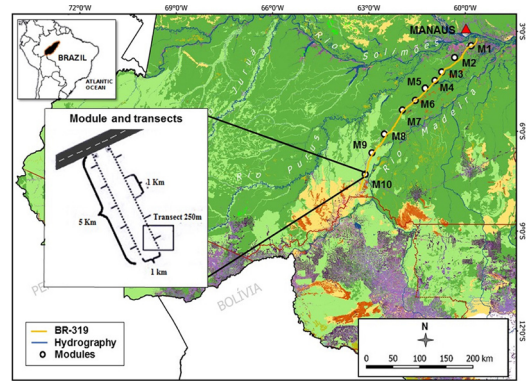 72°0'W
69°0'W
66°0'W
63°0'W
60°0'W
BRAZIL
ATLANTIC
OCEAN
MANAUS
3°0'S
M1
M2
M3
M4
M5
M6
M7
M8
M9
M10
Rio Solimões
Juruá
Rio Purus
Rio Madeira
6°0'S
9°0'S
12°0'S
Module and transects
1 Km
5 Km
Transect 250m
1 km
PE
BOLÍVIA
BR-319
Hydrography
Modules
N
0 50 100 150 200 km